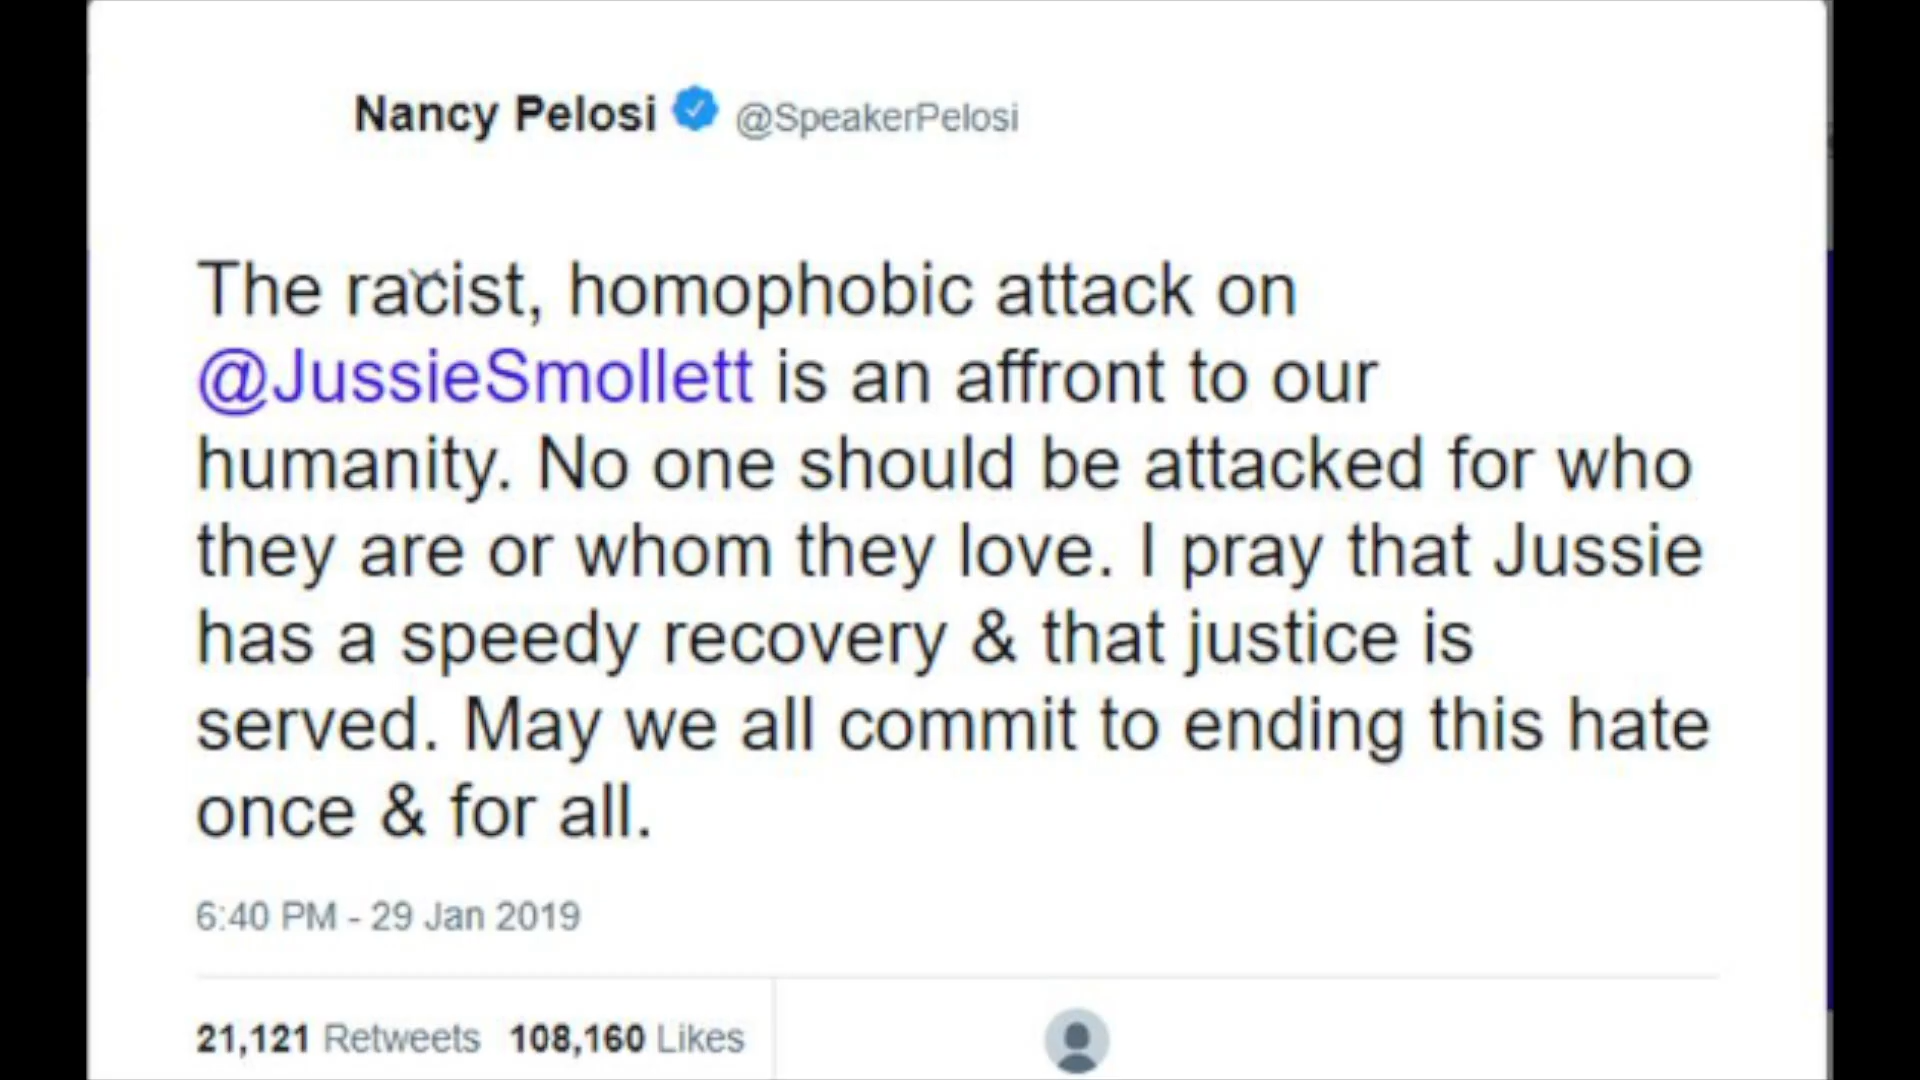 Nancy Pelosi @SpeakerPelosi
The racist, homophobic attack on
@JussieSmollett is an affront to our
humanity. No one should be attacked for who
they are or whom they love. I pray that Jussie
has a speedy recovery & that justice is
served. May we all commit to ending this hate
once & for all.
6:40 PM - 29 Jan 2019
21,121 Retweets 108,160 Likes